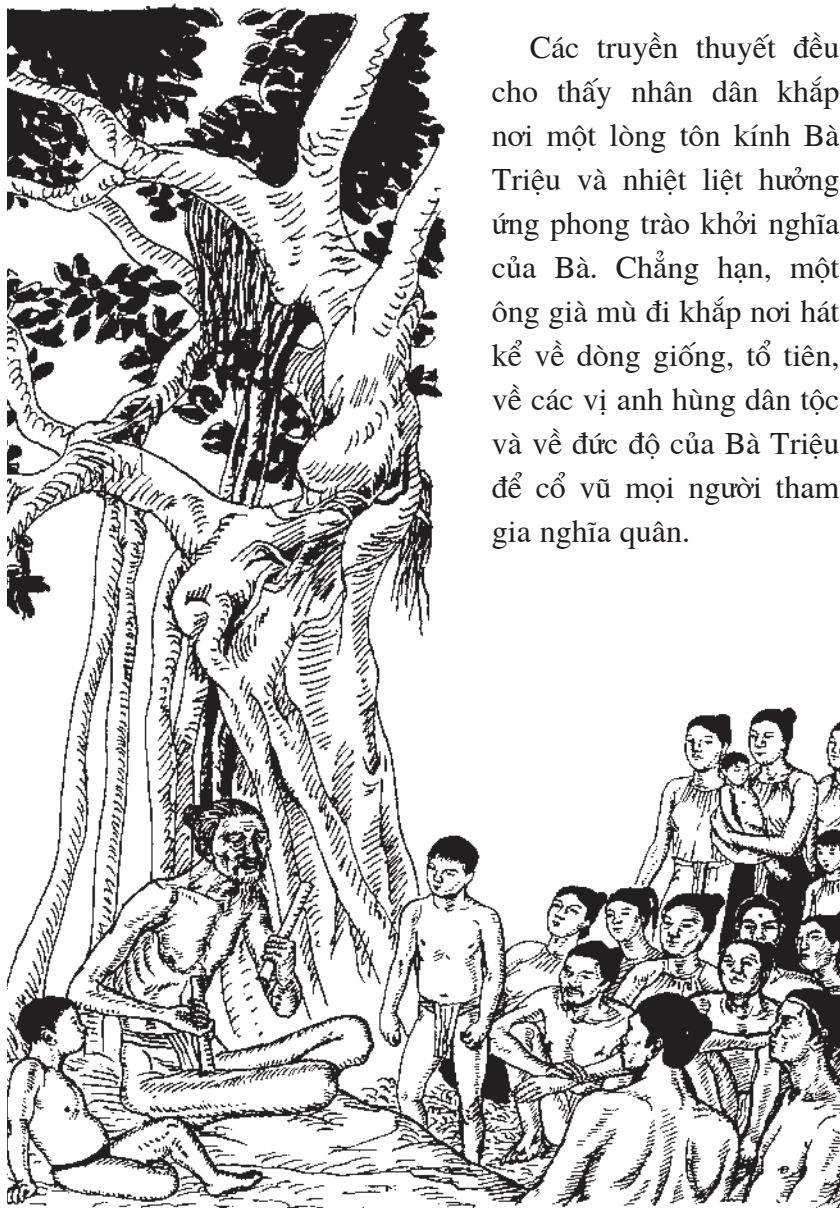 Các truyền thuyết đều
cho thấy nhân dân khắp
nơi một lòng tôn kính Bà
Triệu và nhiệt liệt hưởng
ứng phong trào khởi nghĩa
của Bà. Chẳng hạn, một
ông già mù đi khắp nơi hát
kể về dòng giống, tổ tiên,
về các vị anh hùng dân tộc
và về đức độ của Bà Triệu
để cổ vũ mọi người tham
gia nghĩa quân.